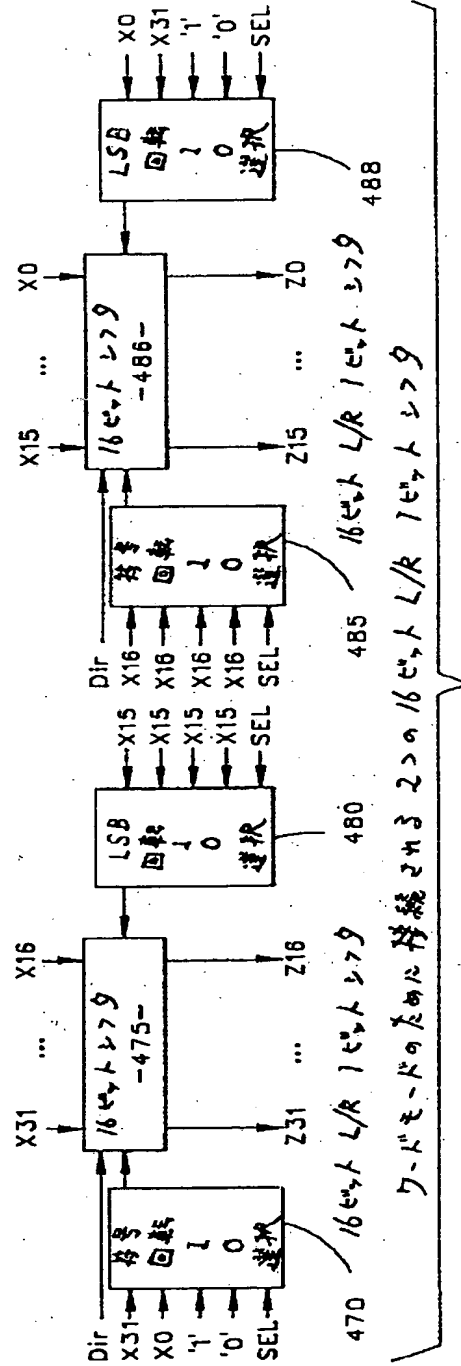 X31 ... X16
X15 ... X0
Dir
16ビット シフタ
-475-
Dir
16ビット シフタ
-486-
X31
X0
'1'
'0'
SEL
符号
回転
1
0
選択
LSB
回転
1
0
選択
X15
X15
X15
X15
SEL
X16
X16
X16
X16
SEL
符号
回転
1
0
選択
LSB
回転
1
0
選択
X0
X31
'1'
'0'
SEL
Z31 ... Z16
Z15 ... Z0
470
480
485
488
16ビット L/R 1ビット シフタ
16ビット L/R 1ビット シフタ
ワードモードのために接続される 2つの 16ビット L/R 1ビット シフタ